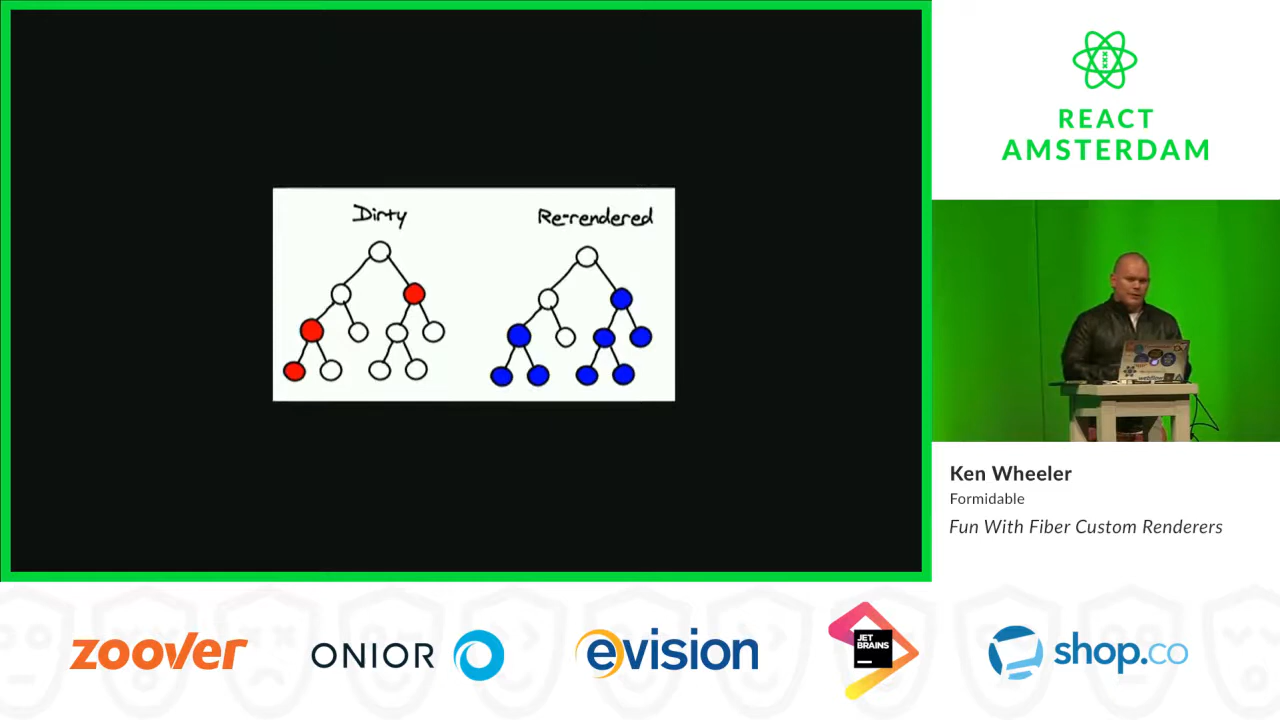 Dirty
Re-rendered
REACT
AMSTERDAM
Ken Wheeler
Formidable
Fun With Fiber Custom Renderers
zoover
ONIOR
evision
JET
BRAINS
shop.co